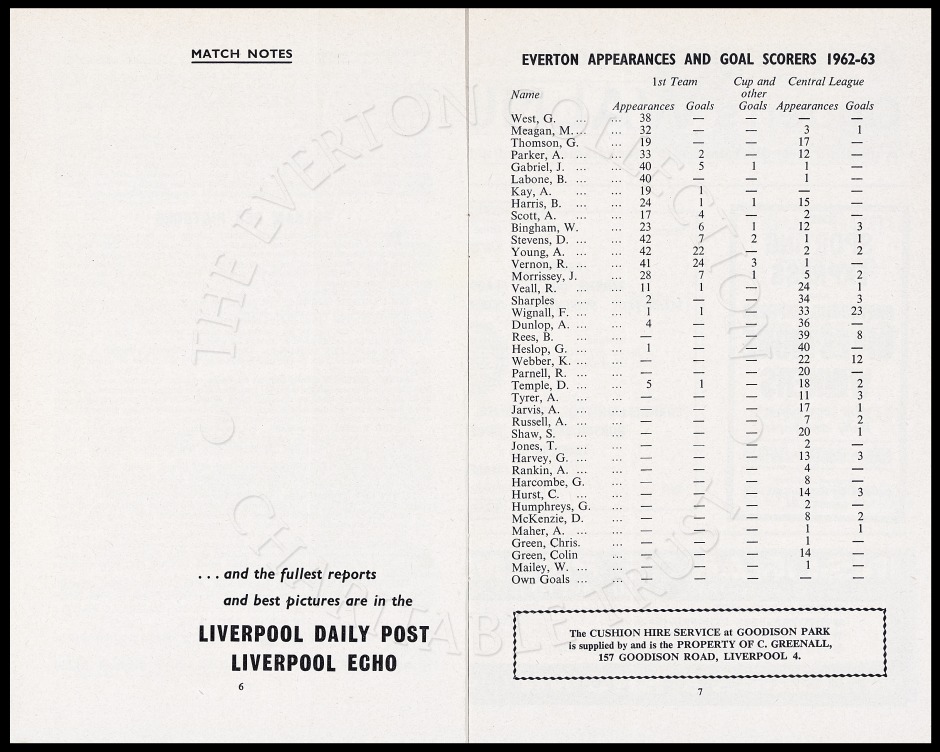 MATCH NOTES
. . . and the fullest reports
and best pictures are in the
LIVERPOOL DAILY POST
LIVERPOOL ECHO
6
EVERTON APPEARANCES AND GOAL SCORERS 1962-63
1st Team Cup and Central League
Name other
Appearances Goals Goals Appearances Goals
West, G. ... ... 38 — — — —
Meagan, M. ... ... 32 — — 3 1
Thomson, G. ... 19 — — 17 —
Parker, A. ... ... 33 2 — 12 —
Gabriel, J. ... ... 40 5 1 1 —
Labone, B. ... ... 40 — — 1 —
Kay, A. ... ... 19 1 — — —
Harris, B. ... ... 24 1 1 15 —
Scott, A. ... ... 17 4 — 2 —
Bingham, W. ... 23 6 1 12 3
Stevens, D. ... ... 42 7 2 1 1
Young, A. ... ... 42 22 — 2 2
Vernon, R. ... ... 41 24 3 1 —
Morrissey, J. ... 28 7 1 5 2
Veall, R. ... ... 11 1 — 24 1
Sharples ... ... 2 — — 34 3
Wignall, F. ... ... 1 1 — 33 23
Dunlop, A. ... ... 4 — — 36 —
Rees, B. ... ... — — — 39 8
Heslop, G. ... ... 1 — — 40 —
Webber, K. ... ... — — — 22 12
Parnell, R. ... ... — — — 20 —
Temple, D. ... ... 5 1 — 18 2
Tyrer, A. ... ... — — — 11 3
Jarvis, A. ... ... — — — 17 1
Russell, A. ... ... — — — 7 2
Shaw, S. ... ... — — — 20 1
Jones, T. ... ... — — — 2 —
Harvey, G. ... ... — — — 13 3
Rankin, A. ... ... — — — 4 —
Harcombe, G. ... — — — 8 —
Hurst, C. ... ... — — — 14 3
Humphreys, G. ... — — — 2 —
McKenzie, D. ... — — — 8 2
Maher, A. ... ... — — — 1 1
Green, Chris. ... — — — 1 —
Green, Colin ... — — — 14 —
Mailey, W. ... ... — — — 1 —
Own Goals ... ... — — — — —
The CUSHION HIRE SERVICE at GOODISON PARK
is supplied by and is the PROPERTY OF C. GREENALL,
157 GOODISON ROAD, LIVERPOOL 4.
7
THE EVERTON COLLECTION
CHARITABLE TRUST